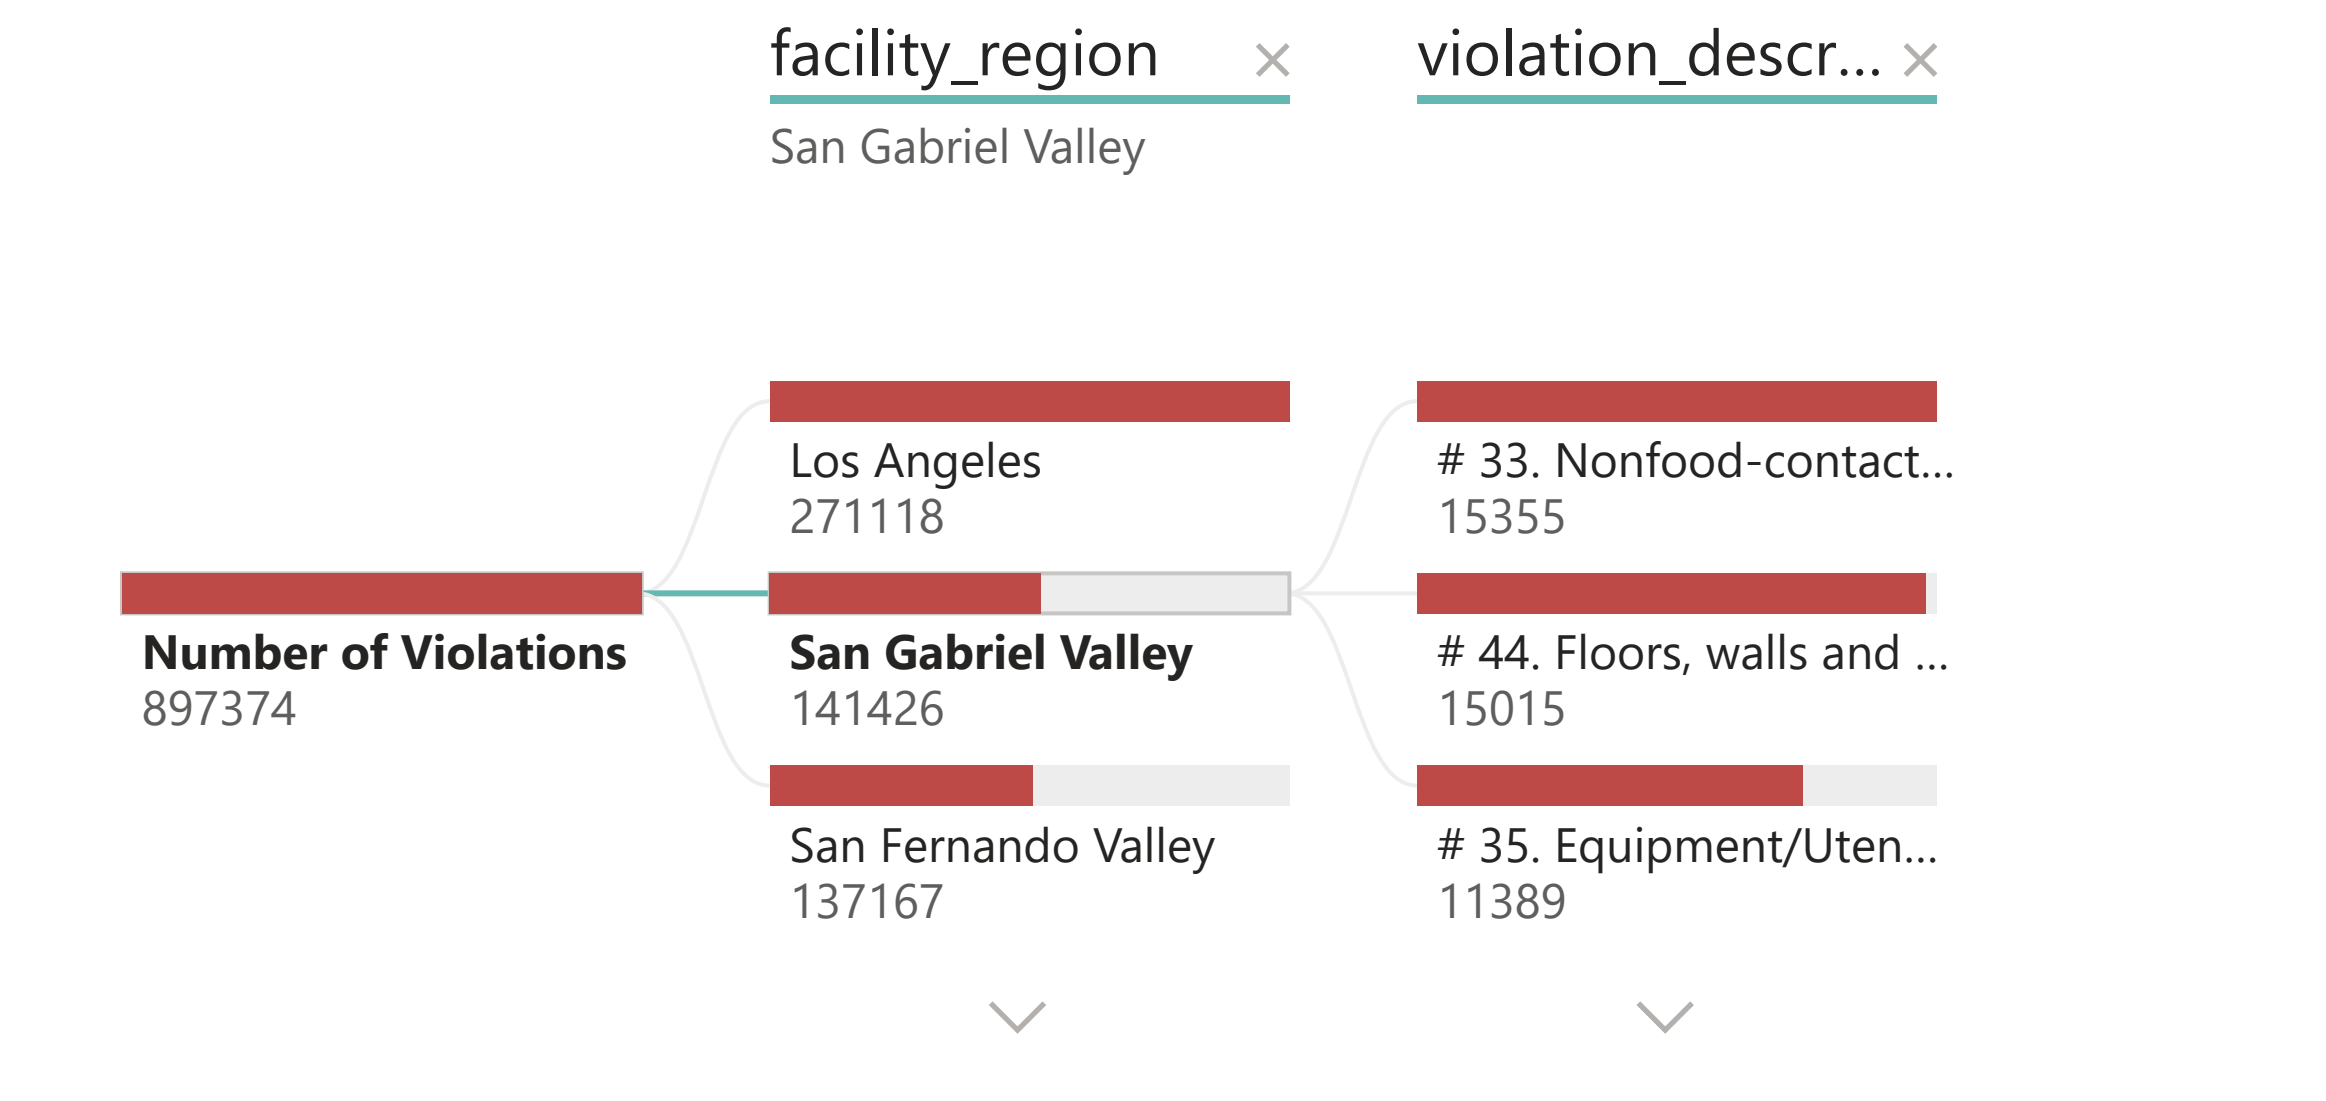 facility_region
San Gabriel Valley
violation_descr...
Number of Violations
897374
Los Angeles
271118
San Gabriel Valley
141426
San Fernando Valley
137167
# 33. Nonfood-contact...
15355
# 44. Floors, walls and ...
15015
# 35. Equipment/Uten...
11389